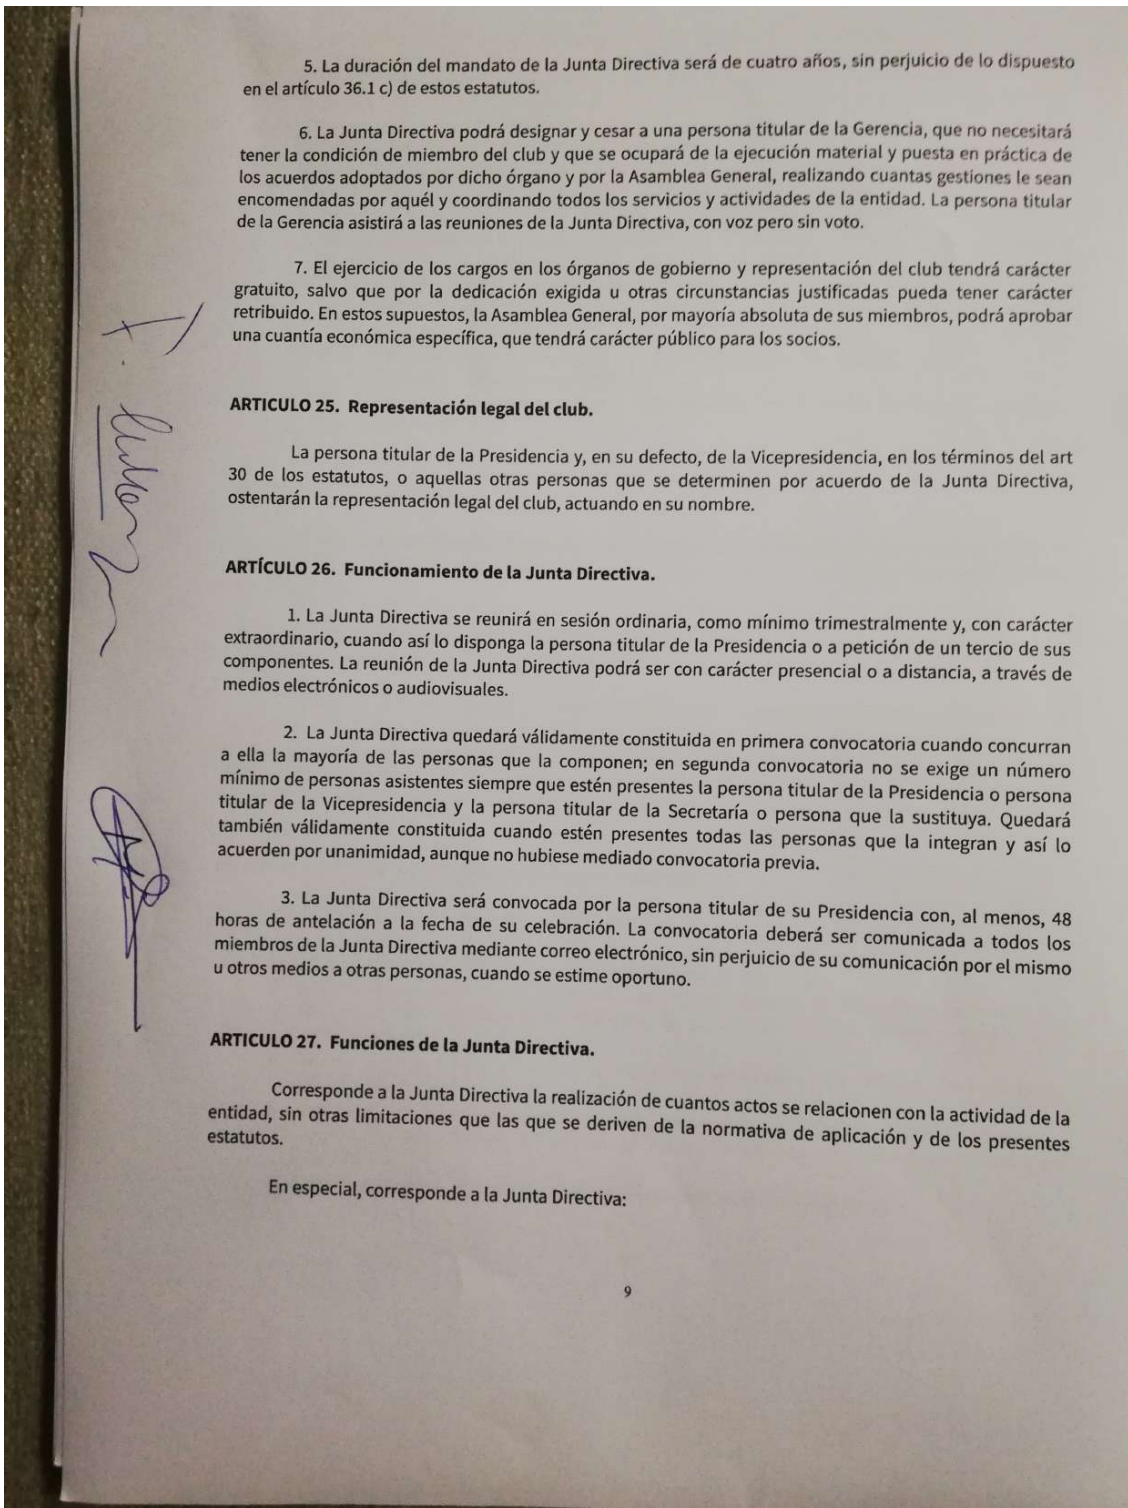 5. La duración del mandato de la Junta Directiva será de cuatro años, sin perjuicio de lo dispuesto
en el artículo 36.1 c) de estos estatutos.
6. La Junta Directiva podrá designar y cesar a una persona titular de la Gerencia, que no necesitará
tener la condición de miembro del club y que se ocupará de la ejecución material y puesta en práctica de
los acuerdos adoptados por dicho órgano y por la Asamblea General, realizando cuantas gestiones le sean
encomendadas por aquél y coordinando todos los servicios y actividades de la entidad. La persona titular
de la Gerencia asistirá a las reuniones de la Junta Directiva, con voz pero sin voto.
7. El ejercicio de los cargos en los órganos de gobierno y representación del club tendrá carácter
gratuito, salvo que por la dedicación exigida u otras circunstancias justificadas pueda tener carácter
retribuido. En estos supuestos, la Asamblea General, por mayoría absoluta de sus miembros, podrá aprobar
una cuantía económica específica, que tendrá carácter público para los socios.
ARTICULO 25. Representación legal del club.
La persona titular de la Presidencia y, en su defecto, de la Vicepresidencia, en los términos del art
30 de los estatutos, o aquellas otras personas que se determinen por acuerdo de la Junta Directiva,
ostentarán la representación legal del club, actuando en su nombre.
ARTÍCULO 26. Funcionamiento de la Junta Directiva.
1. La Junta Directiva se reunirá en sesión ordinaria, como mínimo trimestralmente y, con carácter
extraordinario, cuando así lo disponga la persona titular de la Presidencia o a petición de un tercio de sus
componentes. La reunión de la Junta Directiva podrá ser con carácter presencial o a distancia, a través de
medios electrónicos o audiovisuales.
2. La Junta Directiva quedará válidamente constituida en primera convocatoria cuando concurran
a ella la mayoría de las personas que la componen; en segunda convocatoria no se exige un número
mínimo de personas asistentes siempre que estén presentes la persona titular de la Presidencia o persona
titular de la Vicepresidencia y la persona titular de la Secretaría o persona que la sustituya. Quedará
también válidamente constituida cuando estén presentes todas las personas que la integran y así lo
acuerden por unanimidad, aunque no hubiese mediado convocatoria previa.
3. La Junta Directiva será convocada por la persona titular de su Presidencia con, al menos, 48
horas de antelación a la fecha de su celebración. La convocatoria deberá ser comunicada a todos los
miembros de la Junta Directiva mediante correo electrónico, sin perjuicio de su comunicación por el mismo
u otros medios a otras personas, cuando se estime oportuno.
ARTICULO 27. Funciones de la Junta Directiva.
Corresponde a la Junta Directiva la realización de cuantos actos se relacionen con la actividad de la
entidad, sin otras limitaciones que las que se deriven de la normativa de aplicación y de los presentes
estatutos.
En especial, corresponde a la Junta Directiva:
9